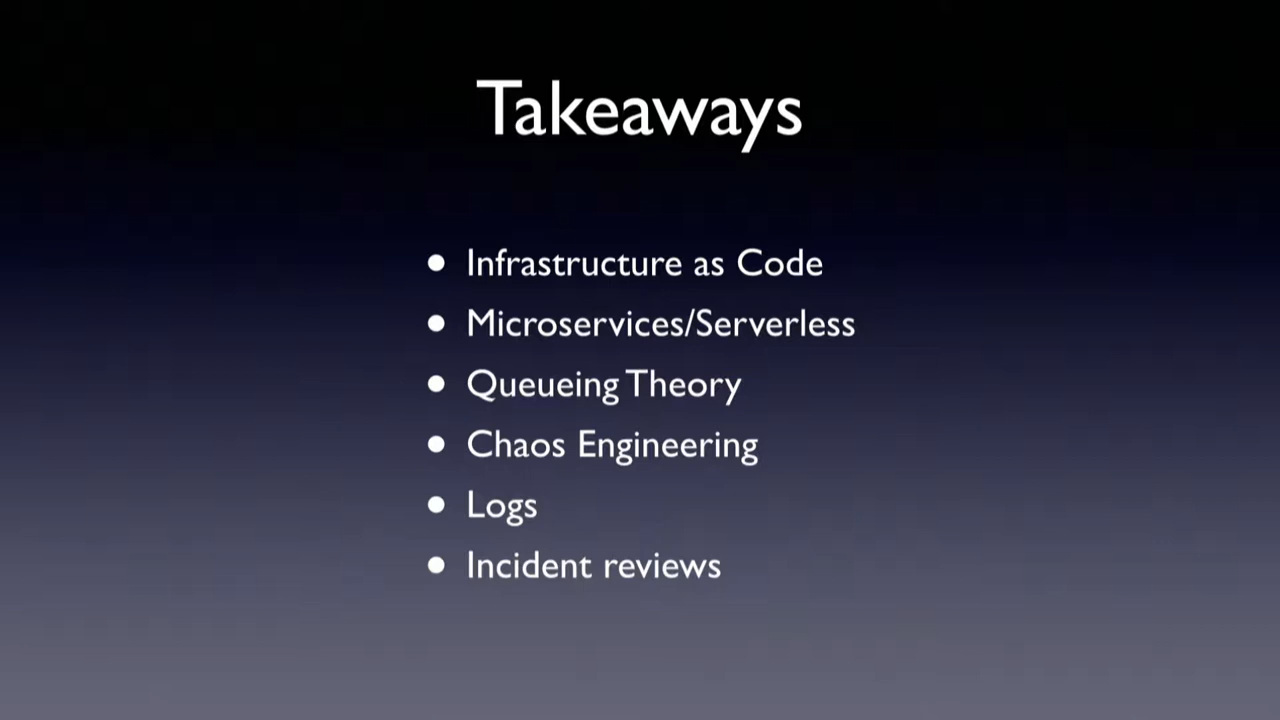 Takeaways
• Infrastructure as Code
• Microservices/Serverless
• Queueing Theory
• Chaos Engineering
• Logs
• Incident reviews